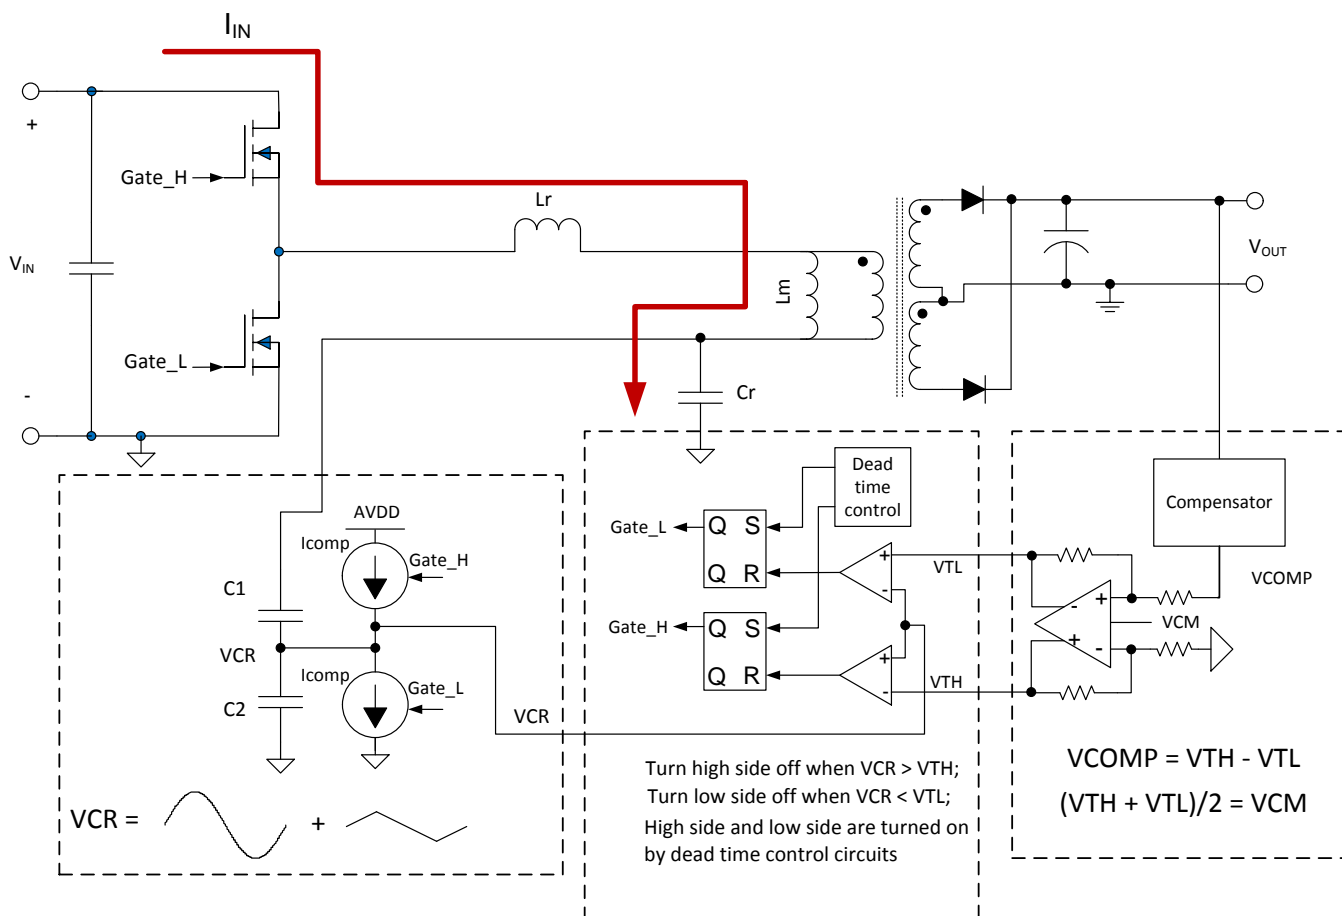 IIN
+
Gate_H
Lr
VIN
Lm
VOUT
Gate_L
-
Cr
AVDD
Icomp
Gate_H
C1
VCR
Icomp
Gate_L
C2
VCR
VCR = +
Dead
time
control
Gate_L
Q S
Q R
+
-
VTL
Gate_H
Q S
Q R
+
-
VTH
Turn high side off when VCR > VTH;
Turn low side off when VCR < VTL;
High side and low side are turned on
by dead time control circuits
Compensator
VCOMP
- +
VCM
+ -
VCOMP = VTH - VTL
(VTH + VTL)/2 = VCM